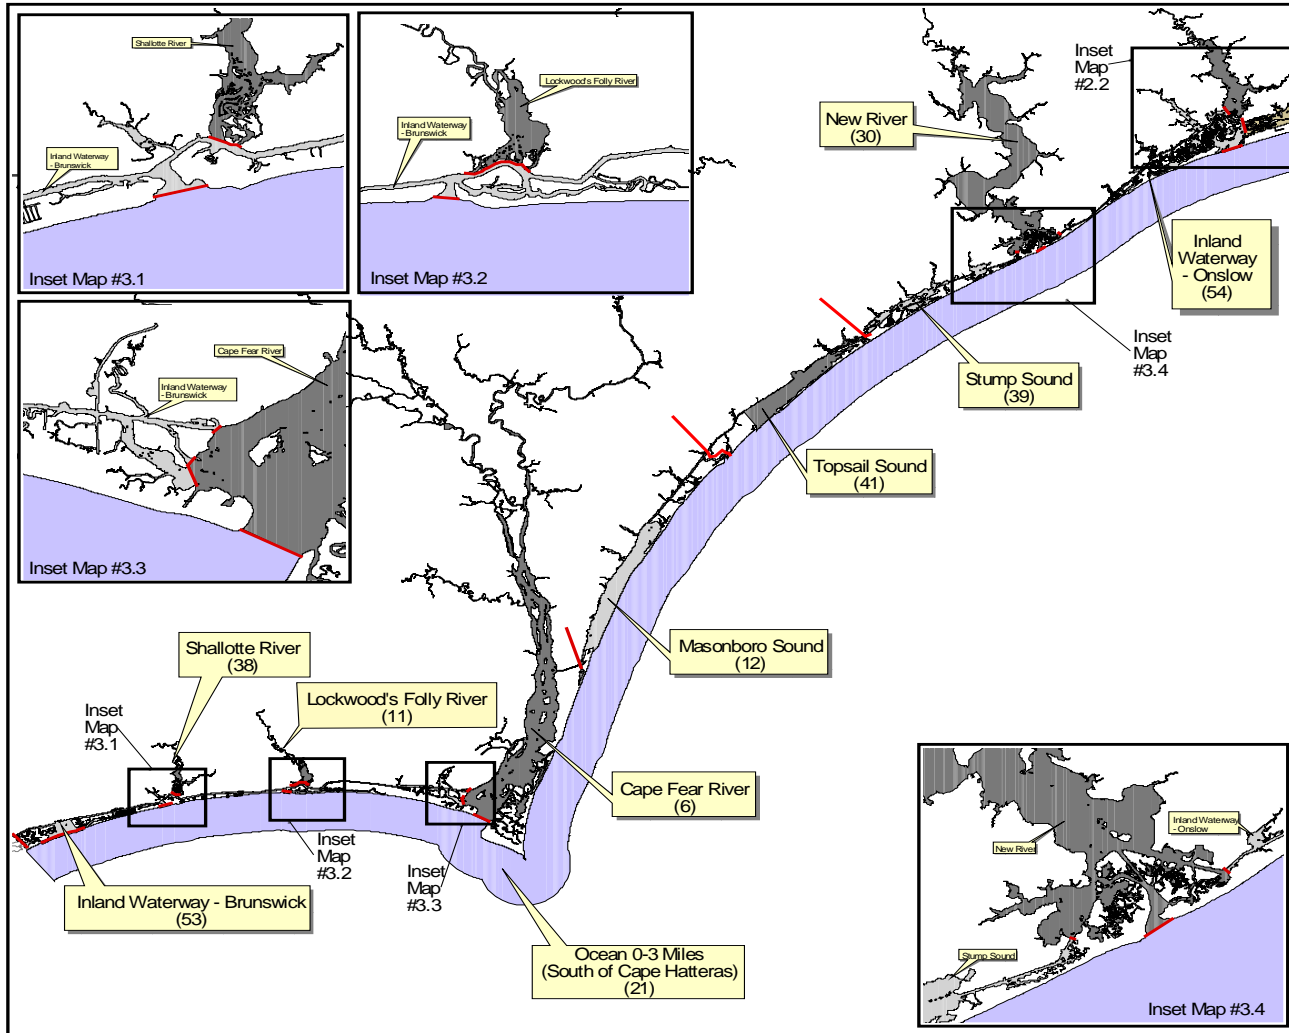 Shallotte River
Inland Waterway
- Brunswick
Inset Map #3.1
Lockwood's Folly River
Inland Waterway
- Brunswick
Inset Map #3.2
Cape Fear River
Inland Waterway
- Brunswick
Inset Map #3.3
New River
(30)
Inset
Map
#2.2
Inland
Waterway
- Onslow
(54)
Inset
Map
#3.4
Stump Sound
(39)
Topsail Sound
(41)
Masonboro Sound
(12)
Cape Fear River
(6)
Shallotte River
(38)
Lockwood's Folly River
(11)
Inset
Map
#3.1
Inset
Map
#3.2
Inset
Map
#3.3
Inland Waterway - Brunswick
(53)
Ocean 0-3 Miles
(South of Cape Hatteras)
(21)
Inland Waterway
- Onslow
New River
Stump Sound
Inset Map #3.4